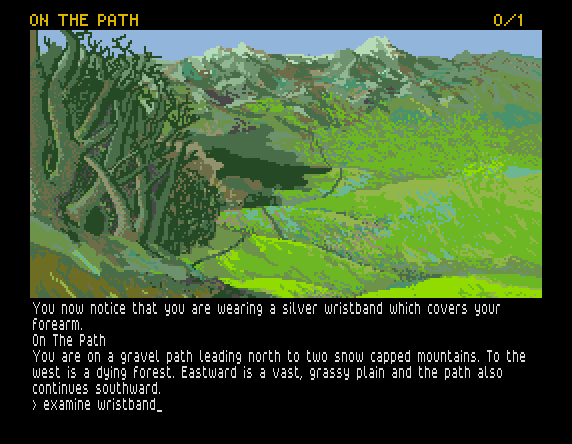 ON THE PATH 0/1
You now notice that you are wearing a silver wristband which covers your
forearm.
On The Path
You are on a gravel path leading north to two snow capped mountains. To the
west is a dying forest. Eastward is a vast, grassy plain and the path also
continues southward.
> examine wristband_